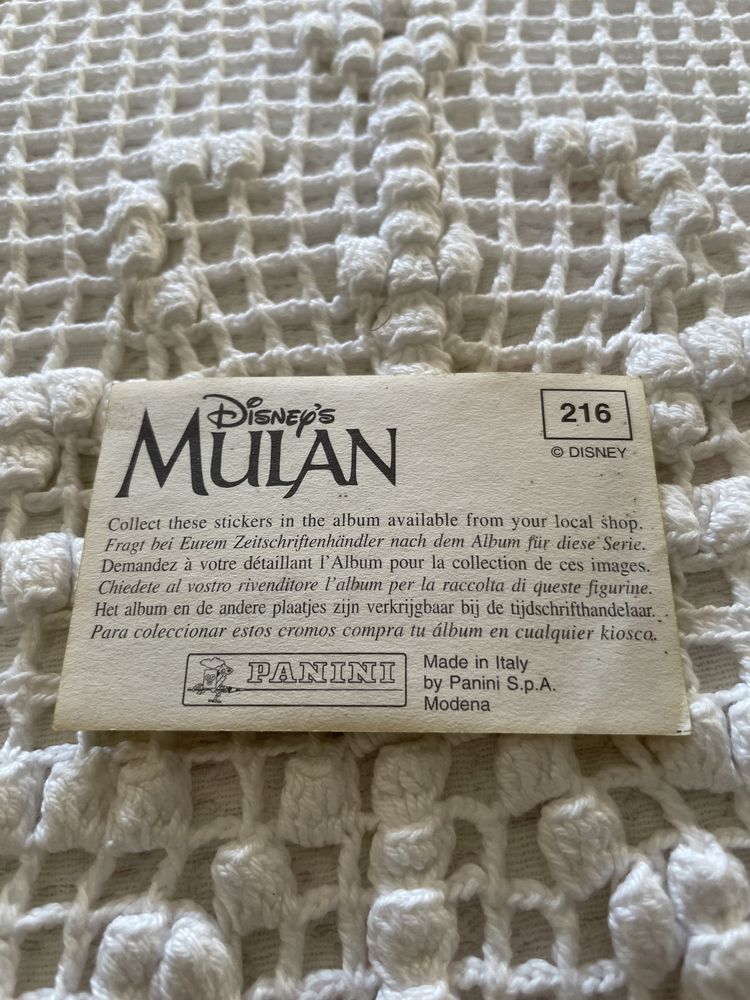 Disney's
MULAN
216
© DISNEY
Collect these stickers in the album available from your local shop.
Fragt bei Eurem Zeitschriftenhändler nach dem Album für diese Serie.
Demandez à votre détaillant l'Album pour la collection de ces images.
Chiedete al vostro rivenditore l'album per la raccolta di queste figurine.
Het album en de andere plaatjes zijn verkrijgbaar bij de tijdschrifthandelaar.
Para coleccionar estos cromos compra tu álbum en cualquier kiosco.
PANINI
Made in Italy
by Panini S.p.A.
Modena